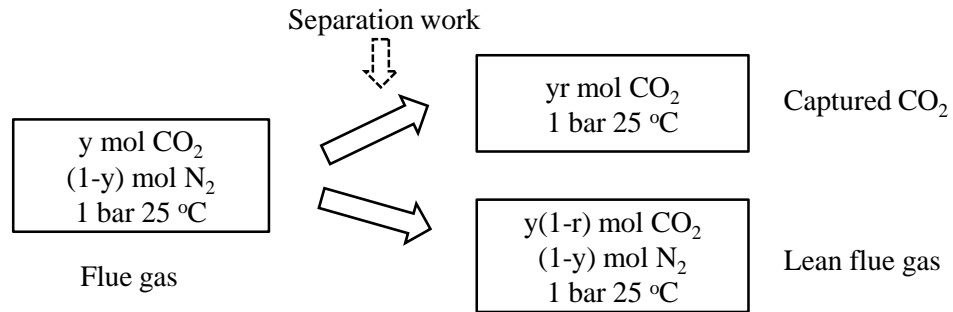 Separation work
y mol CO₂
(1-y) mol N₂
1 bar 25 °C
Flue gas
yr mol CO₂
1 bar 25 °C
Captured CO₂
y(1-r) mol CO₂
(1-y) mol N₂
1 bar 25 °C
Lean flue gas